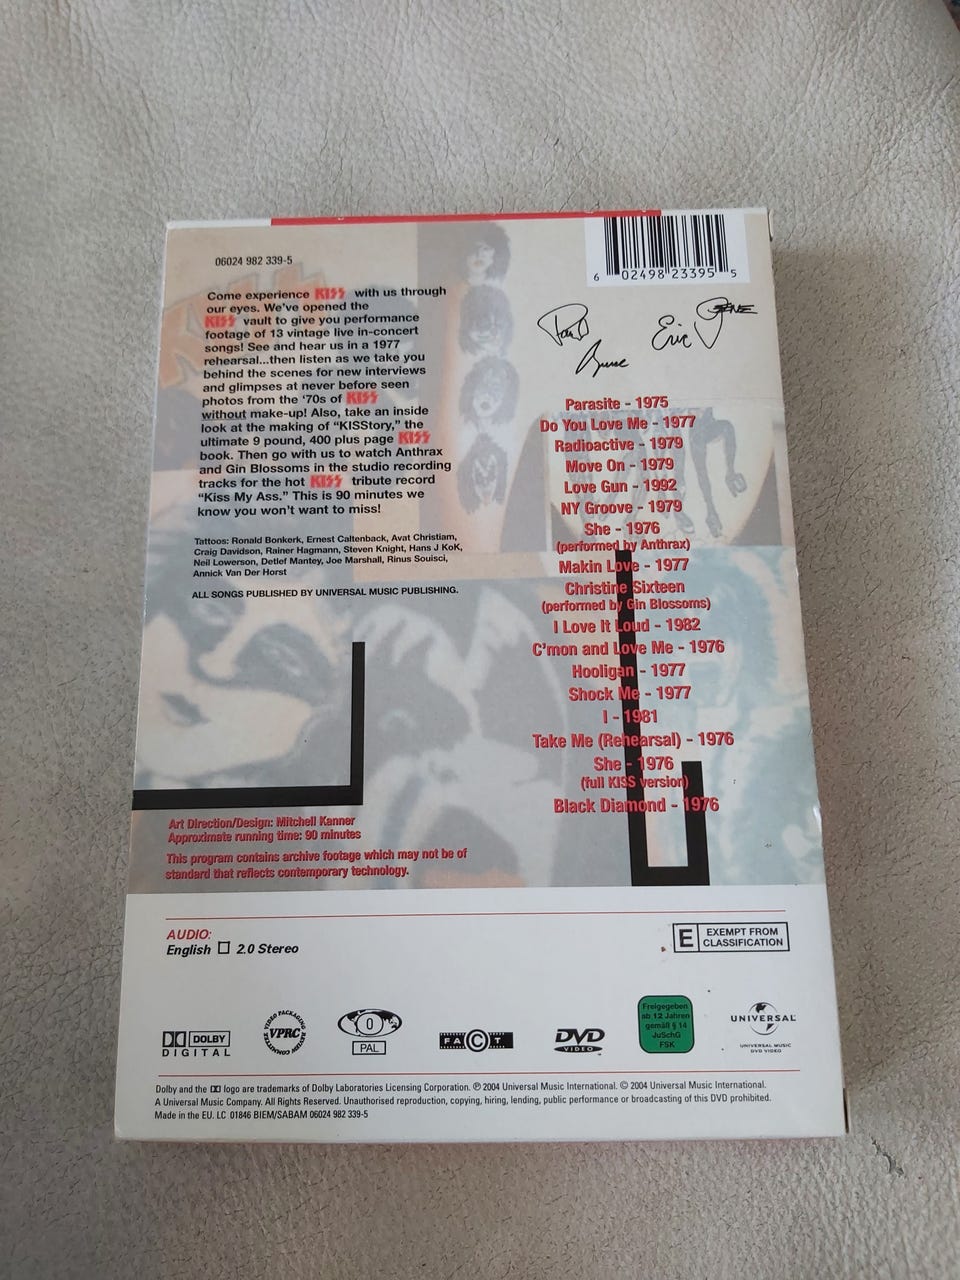 06024 982 339-5
6 02498 23395 5
Come experience KISS with us through
our eyes. We've opened the
KISS vault to give you performance
footage of 13 vintage live in-concert
songs! See and hear us in a 1977
rehearsal...then listen as we take you
behind the scenes for new interviews
and glimpses at never before seen
photos from the '70s of KISS
without make-up! Also, take an inside
look at the making of "KISStory," the
ultimate 9 pound, 400 plus page KISS
book. Then go with us to watch Anthrax
and Gin Blossoms in the studio recording
tracks for the hot KISS tribute record
"Kiss My Ass." This is 90 minutes we
know you won't want to miss!
Tattoos: Ronald Bonkerk, Ernest Caltenback, Avat Christiam,
Craig Davidson, Rainer Hagmann, Steven Knight, Hans J KoK,
Neil Lowerson, Detlef Mantey, Joe Marshall, Rinus Souisci,
Annick Van Der Horst
ALL SONGS PUBLISHED BY UNIVERSAL MUSIC PUBLISHING.
Paul
Eric
GENE
Bruce
Parasite - 1975
Do You Love Me - 1977
Radioactive - 1979
Move On - 1979
Love Gun - 1992
NY Groove - 1979
She - 1976
(performed by Anthrax)
Makin Love - 1977
Christine Sixteen
(performed by Gin Blossoms)
I Love It Loud - 1982
C'mon and Love Me - 1976
Hooligan - 1977
Shock Me - 1977
I - 1981
Take Me (Rehearsal) - 1976
She - 1976
(full KISS version)
Black Diamond - 1976
Art Direction/Design: Mitchell Kanner
Approximate running time: 90 minutes
This program contains archive footage which may not be of
standard that reflects contemporary technology.
AUDIO:
English 2.0 Stereo
E EXEMPT FROM
CLASSIFICATION
DOLBY
DIGITAL
VIDEO PACKAGING REVIEW COMMITTEE
VPRC
0
PAL
FACT
DVD
VIDEO
Freigegeben
ab 12 Jahren
gemäß § 14
JuSchG
FSK
UNIVERSAL
UNIVERSAL MUSIC
DVD VIDEO
Dolby and the DD logo are trademarks of Dolby Laboratories Licensing Corporation. ℗ 2004 Universal Music International. © 2004 Universal Music International.
A Universal Music Company. All Rights Reserved. Unauthorised reproduction, copying, hiring, lending, public performance or broadcasting of this DVD prohibited.
Made in the EU. LC 01846 BIEM/SABAM 06024 982 339-5